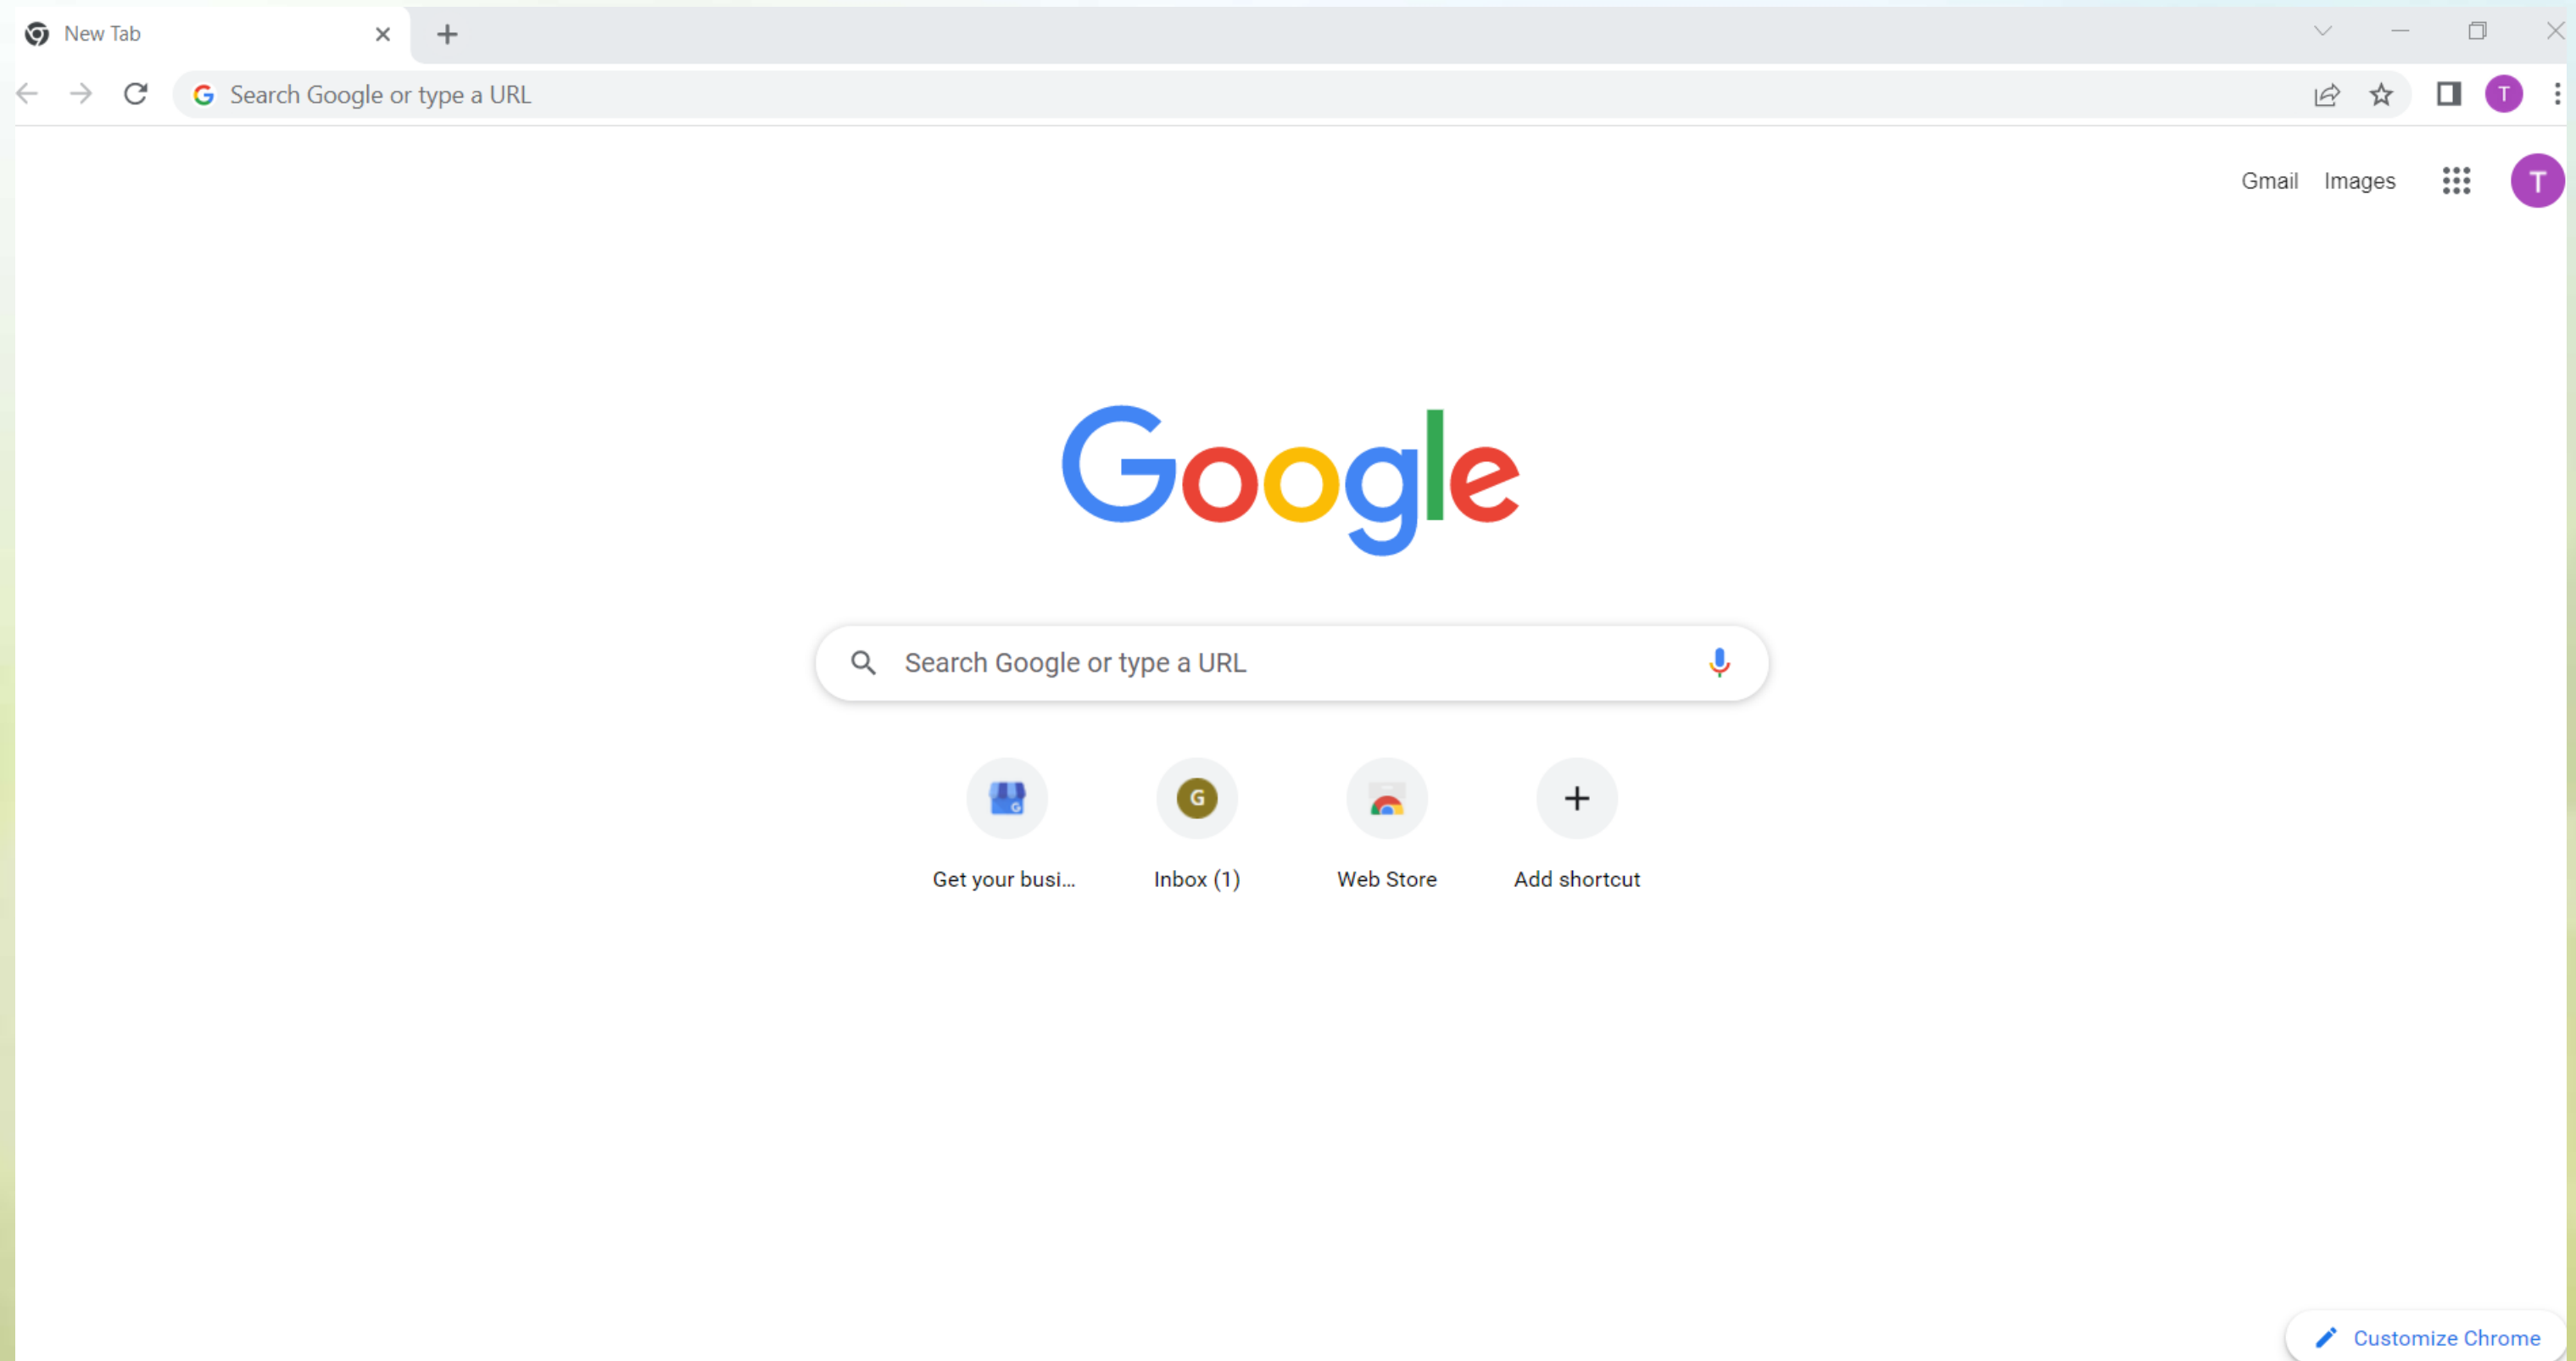 New Tab
Search Google or type a URL
T
Gmail Images
T
Google
Search Google or type a URL
G
G
Get your busi... Inbox (1) Web Store Add shortcut
Customize Chrome